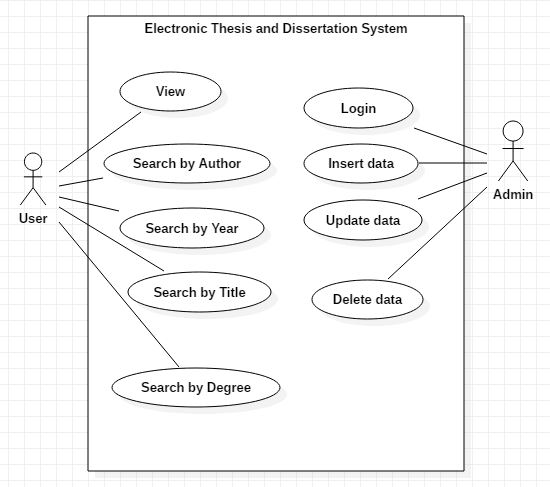 Electronic Thesis and Dissertation System
View
Login
Search by Author
Insert data
User
Admin
Search by Year
Update data
Search by Title
Delete data
Search by Degree